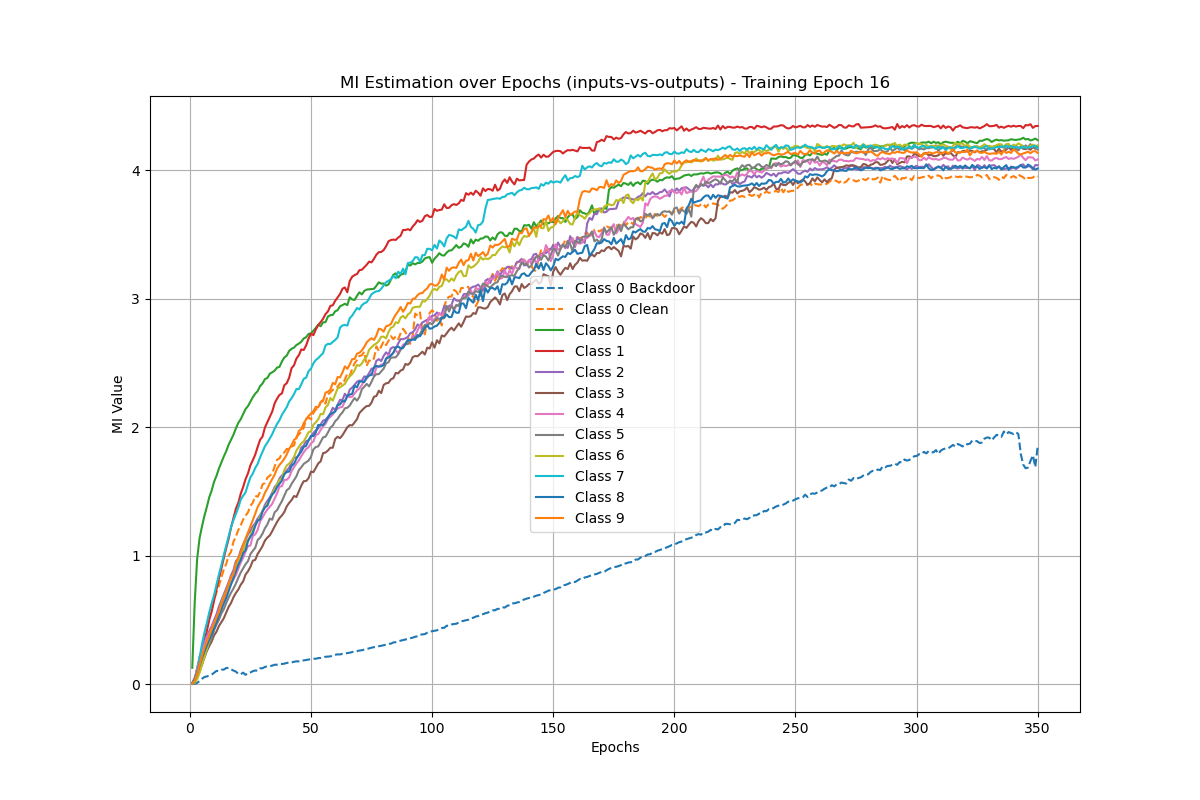 MI Estimation over Epochs (inputs-vs-outputs) - Training Epoch 16
MI Value
4
3
2
1
0
Class 0 Backdoor
Class 0 Clean
Class 0
Class 1
Class 2
Class 3
Class 4
Class 5
Class 6
Class 7
Class 8
Class 9
0 50 100 150 200 250 300 350
Epochs